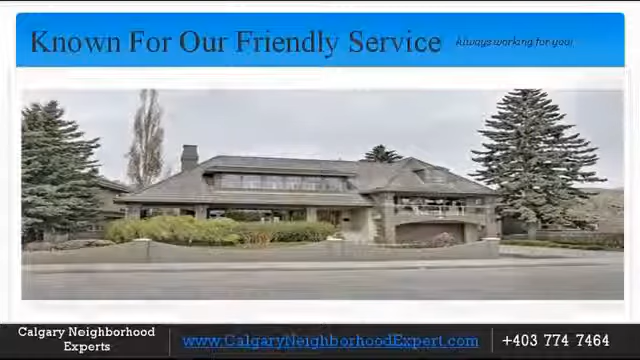 Known For Our Friendly Service
Always working for you!
Calgary Neighborhood
Experts
www.CalgaryNeighborhoodExpert.com
+403 774 7464